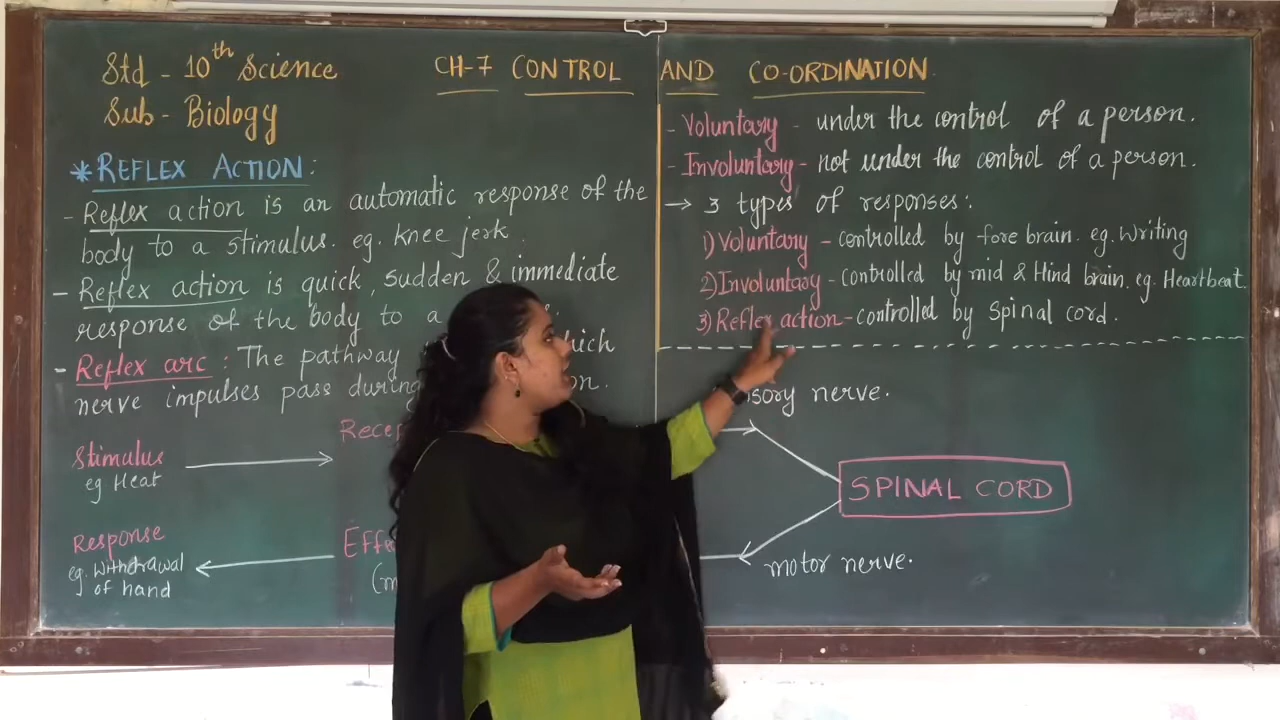 Std - 10th Science
Sub - Biology
CH-7 CONTROL AND CO-ORDINATION
* REFLEX ACTION:
- Reflex action is an automatic response of the
body to a stimulus. eg. knee jerk.
- Reflex action is quick, sudden & immediate
response of the body to a
- Reflex arc : The pathway
nerve impulses pass during
Stimulus
eg Heat
Response
eg. withdrawal
of hand
- Voluntary - under the control of a person.
- Involuntary - not under the control of a person.
→ 3 types of responses:
1) Voluntary - controlled by fore brain. eg. Writing
2) Involuntary - controlled by mid & Hind brain. eg. Heartbeat.
3) Reflex action - controlled by Spinal cord.
nerve.
SPINAL CORD
motor nerve.